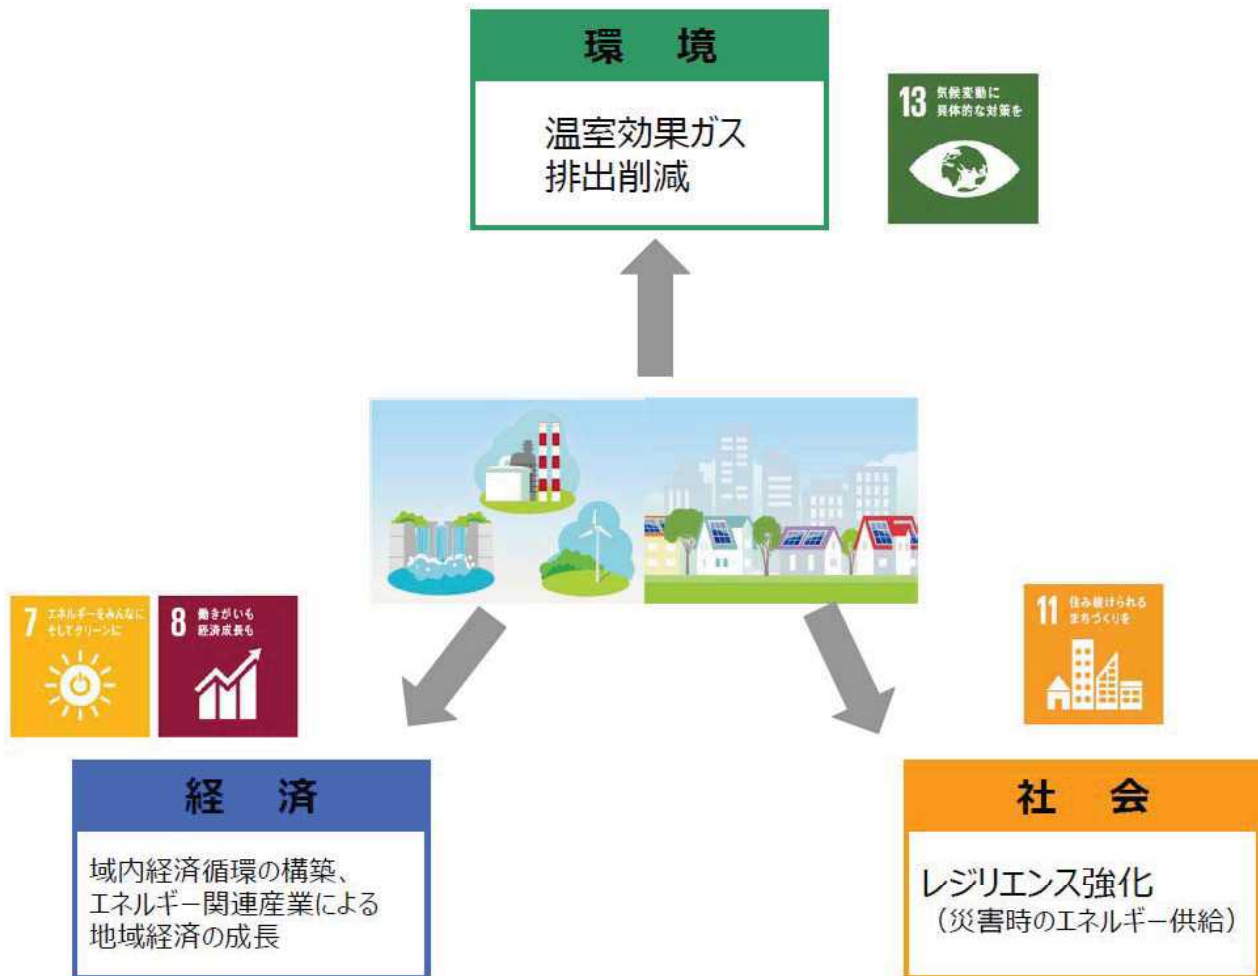 環 境
温室効果ガス
排出削減
13 気候変動に
具体的な対策を
7 エネルギーをみんなに
そしてクリーンに
8 働きがいも
経済成長も
11 住み続けられる
まちづくりを
経 済
域内経済循環の構築、
エネルギー関連産業による
地域経済の成長
社 会
レジリエンス強化
（災害時のエネルギー供給）